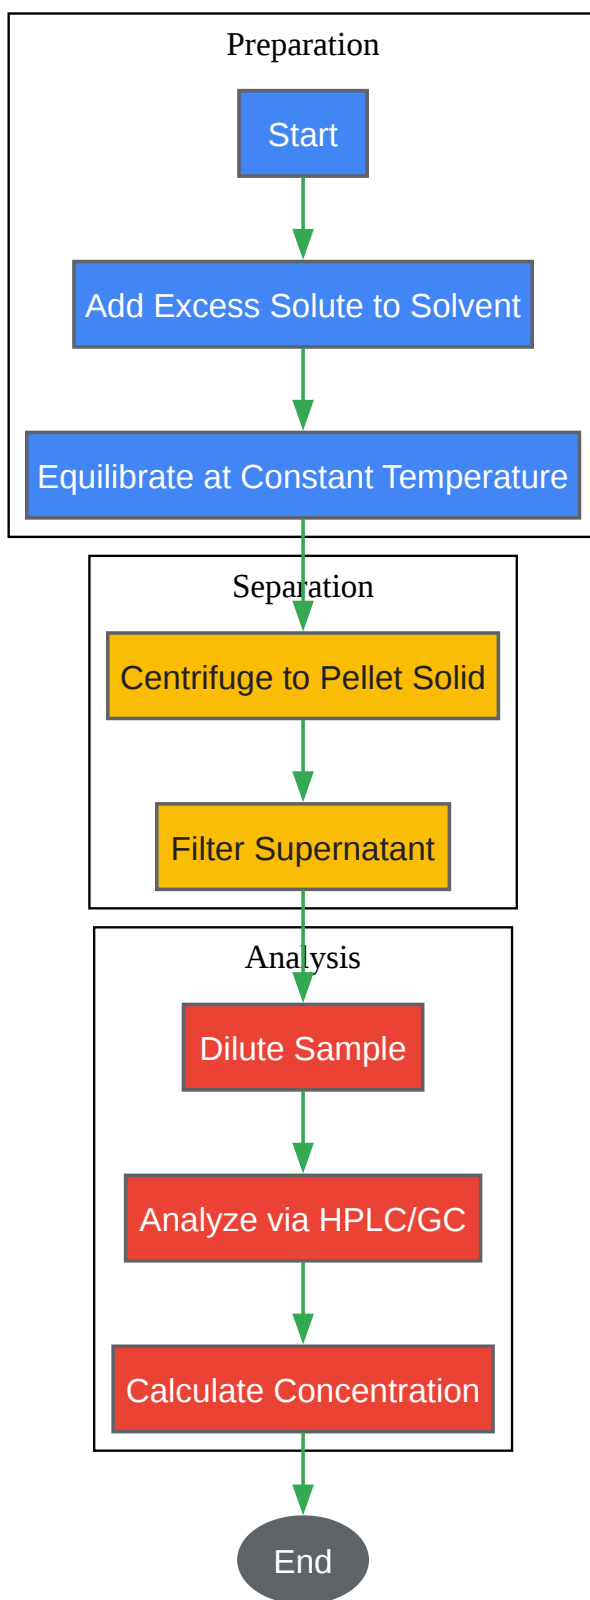 Preparation
Start
Add Excess Solute to Solvent
Equilibrate at Constant Temperature
Separation
Centrifuge to Pellet Solid
Filter Supernatant
Analysis
Dilute Sample
Analyze via HPLC/GC
Calculate Concentration
End